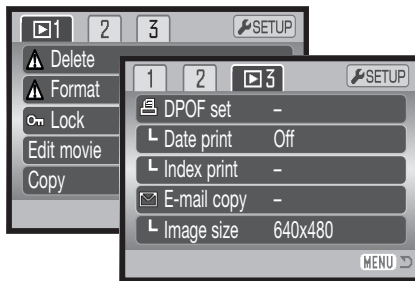 1 2 3 SETUP
Delete
Format
Lock
Edit movie
Copy
1 2 3 SETUP
DPOF set –
Date print Off
Index print –
E-mail copy –
Image size 640x480
MENU